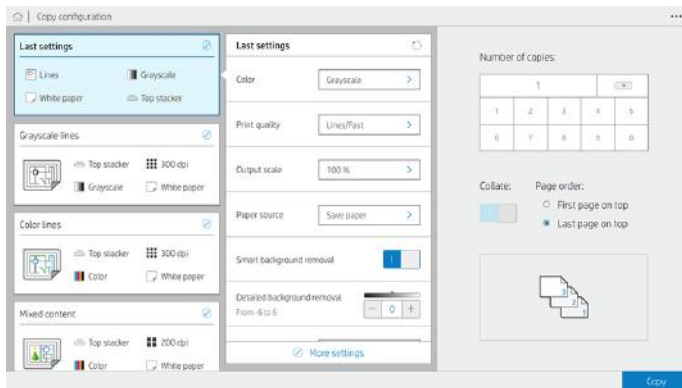 Copy configuration
Last settings
Lines
Grayscale
White paper
Top stacker
Grayscale lines
Top stacker
300 dpi
Grayscale
White paper
Color lines
Top stacker
300 dpi
Color
White paper
Mixed content
Top stacker
200 dpi
Color
White paper
Last settings
Color
Grayscale
Print quality
Lines/Fast
Output scale
100 %
Paper source
Save paper
Smart background removal
Detailed background removal
From -6 to 6
0
More settings
Number of copies:
1
1 2 3 4 5
6 7 8 9 0
Collate:
Page order:
First page on top
Last page on top
3
2
1
Copy